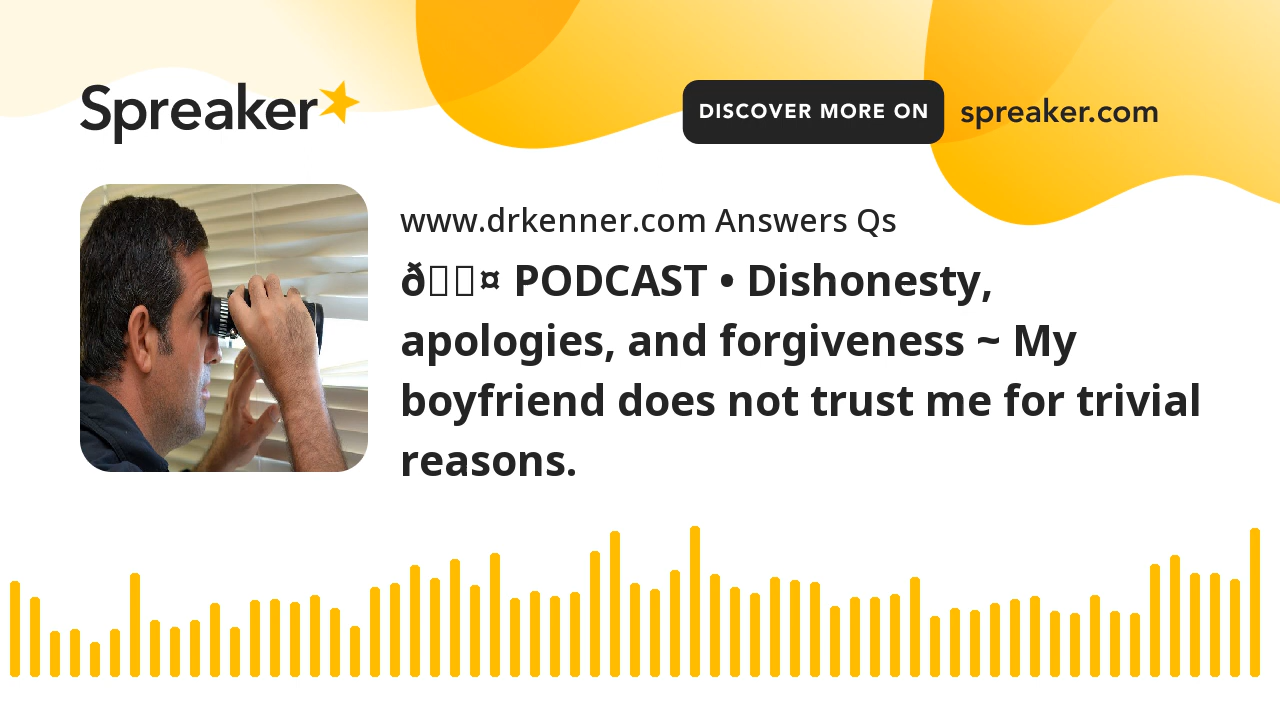 Spreaker
DISCOVER MORE ON spreaker.com
www.drkenner.com Answers Qs
ð¤ PODCAST • Dishonesty,
apologies, and forgiveness ~ My
boyfriend does not trust me for trivial
reasons.